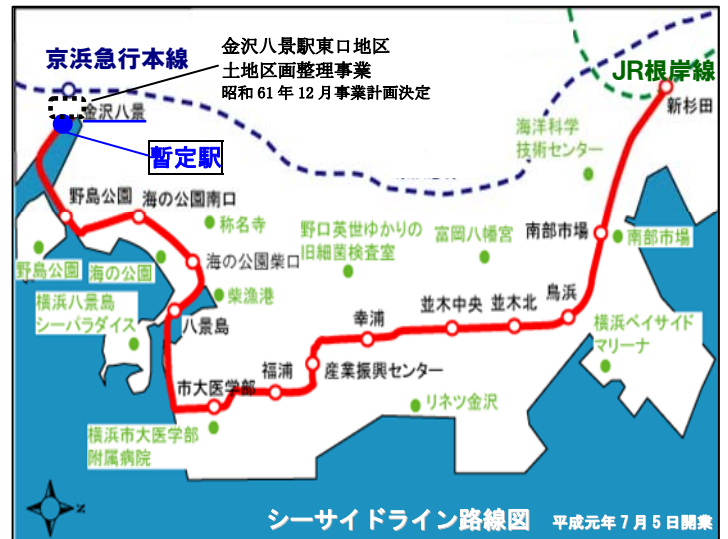 京浜急行本線
金沢八景駅東口地区
土地区画整理事業
昭和61年12月事業計画決定
JR根岸線
新杉田
金沢八景
暫定駅
海洋科学
技術センター
野島公園
海の公園南口
称名寺
野口英世ゆかりの
旧細菌検査室
富岡八幡宮
南部市場
南部市場
野島公園
海の公園
海の公園柴口
柴漁港
横浜八景島
シーパラダイス
八景島
幸浦
並木中央
並木北
鳥浜
横浜ベイサイド
マリーナ
市大医学部
福浦
産業振興センター
リネツ金沢
横浜市大医学部
附属病院
N
シーサイドライン路線図 平成元年7月5日開業